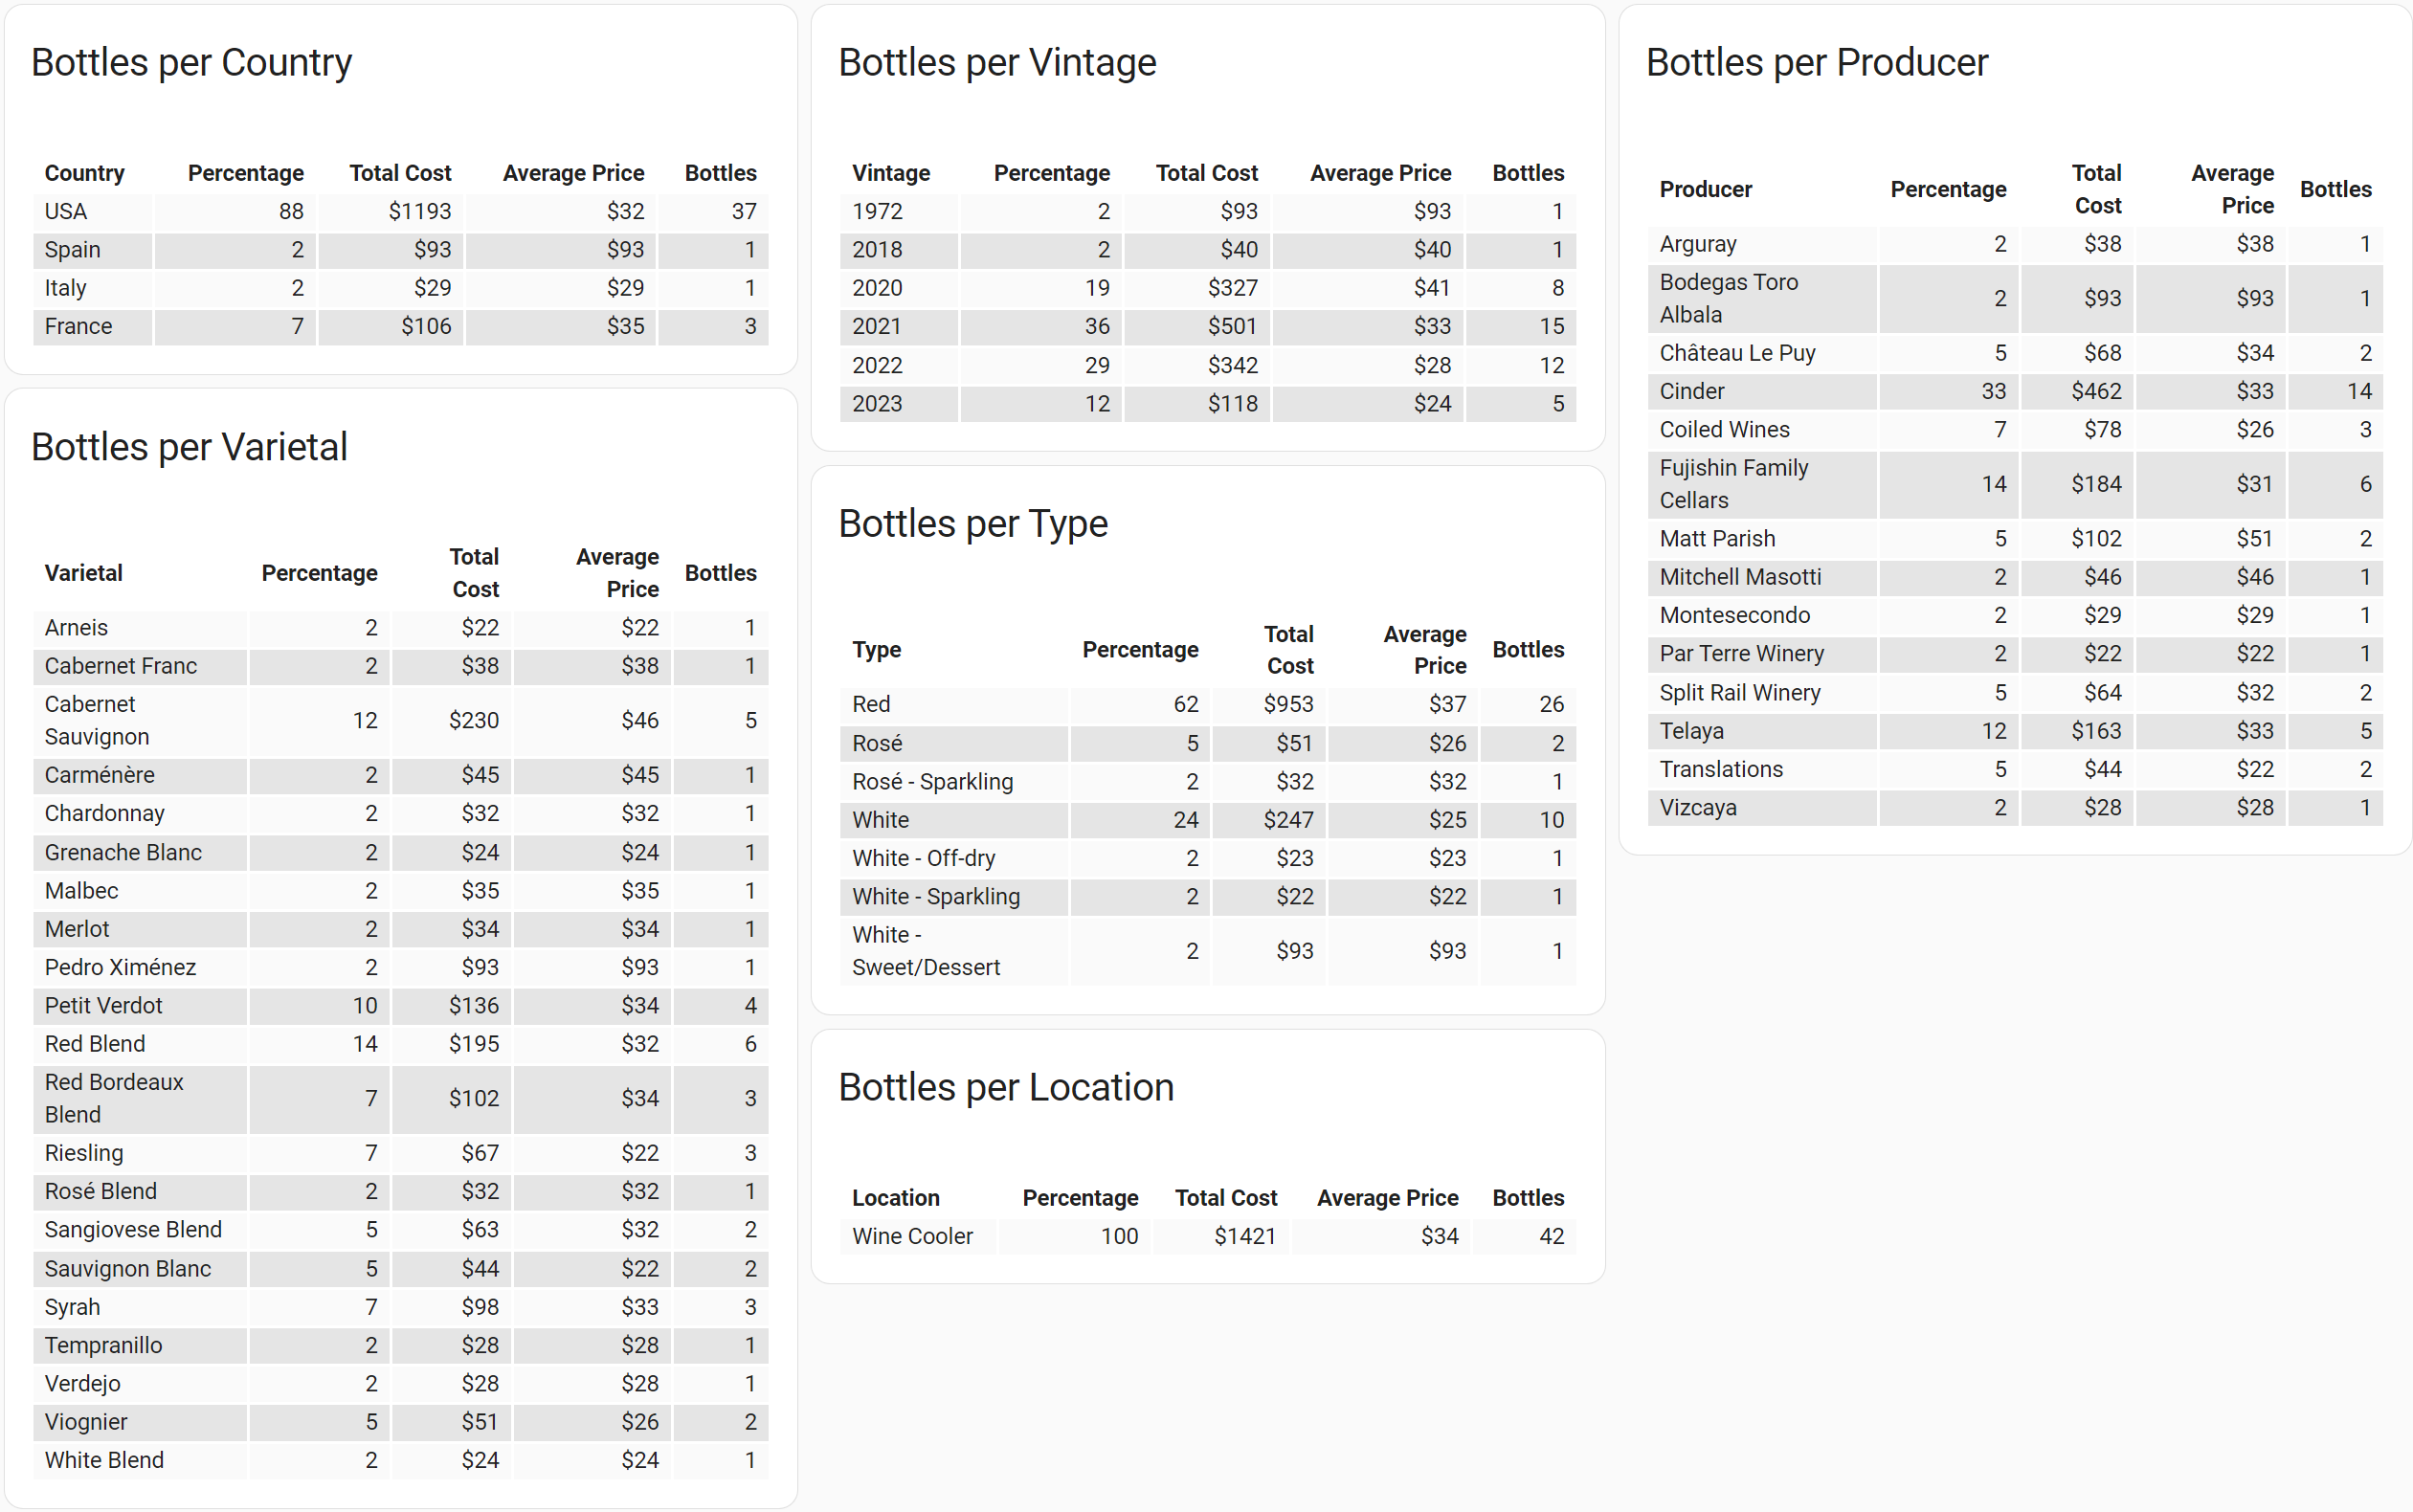 Bottles per Country
Country Percentage Total Cost Average Price Bottles
USA 88 $1193 $32 37
Spain 2 $93 $93 1
Italy 2 $29 $29 1
France 7 $106 $35 3
Bottles per Varietal
Varietal Percentage Total Cost Average Price Bottles
Arneis 2 $22 $22 1
Cabernet Franc 2 $38 $38 1
Cabernet Sauvignon 12 $230 $46 5
Carménère 2 $45 $45 1
Chardonnay 2 $32 $32 1
Grenache Blanc 2 $24 $24 1
Malbec 2 $35 $35 1
Merlot 2 $34 $34 1
Pedro Ximénez 2 $93 $93 1
Petit Verdot 10 $136 $34 4
Red Blend 14 $195 $32 6
Red Bordeaux Blend 7 $102 $34 3
Riesling 7 $67 $22 3
Rosé Blend 2 $32 $32 1
Sangiovese Blend 5 $63 $32 2
Sauvignon Blanc 5 $44 $22 2
Syrah 7 $98 $33 3
Tempranillo 2 $28 $28 1
Verdejo 2 $28 $28 1
Viognier 5 $51 $26 2
White Blend 2 $24 $24 1
Bottles per Vintage
Vintage Percentage Total Cost Average Price Bottles
1972 2 $93 $93 1
2018 2 $40 $40 1
2020 19 $327 $41 8
2021 36 $501 $33 15
2022 29 $342 $28 12
2023 12 $118 $24 5
Bottles per Type
Type Percentage Total Cost Average Price Bottles
Red 62 $953 $37 26
Rosé 5 $51 $26 2
Rosé - Sparkling 2 $32 $32 1
White 24 $247 $25 10
White - Off-dry 2 $23 $23 1
White - Sparkling 2 $22 $22 1
White - Sweet/Dessert 2 $93 $93 1
Bottles per Location
Location Percentage Total Cost Average Price Bottles
Wine Cooler 100 $1421 $34 42
Bottles per Producer
Producer Percentage Total Cost Average Price Bottles
Arguray 2 $38 $38 1
Bodegas Toro Albala 2 $93 $93 1
Château Le Puy 5 $68 $34 2
Cinder 33 $462 $33 14
Coiled Wines 7 $78 $26 3
Fujishin Family Cellars 14 $184 $31 6
Matt Parish 5 $102 $51 2
Mitchell Masotti 2 $46 $46 1
Montesecondo 2 $29 $29 1
Par Terre Winery 2 $22 $22 1
Split Rail Winery 5 $64 $32 2
Telaya 12 $163 $33 5
Translations 5 $44 $22 2
Vizcaya 2 $28 $28 1